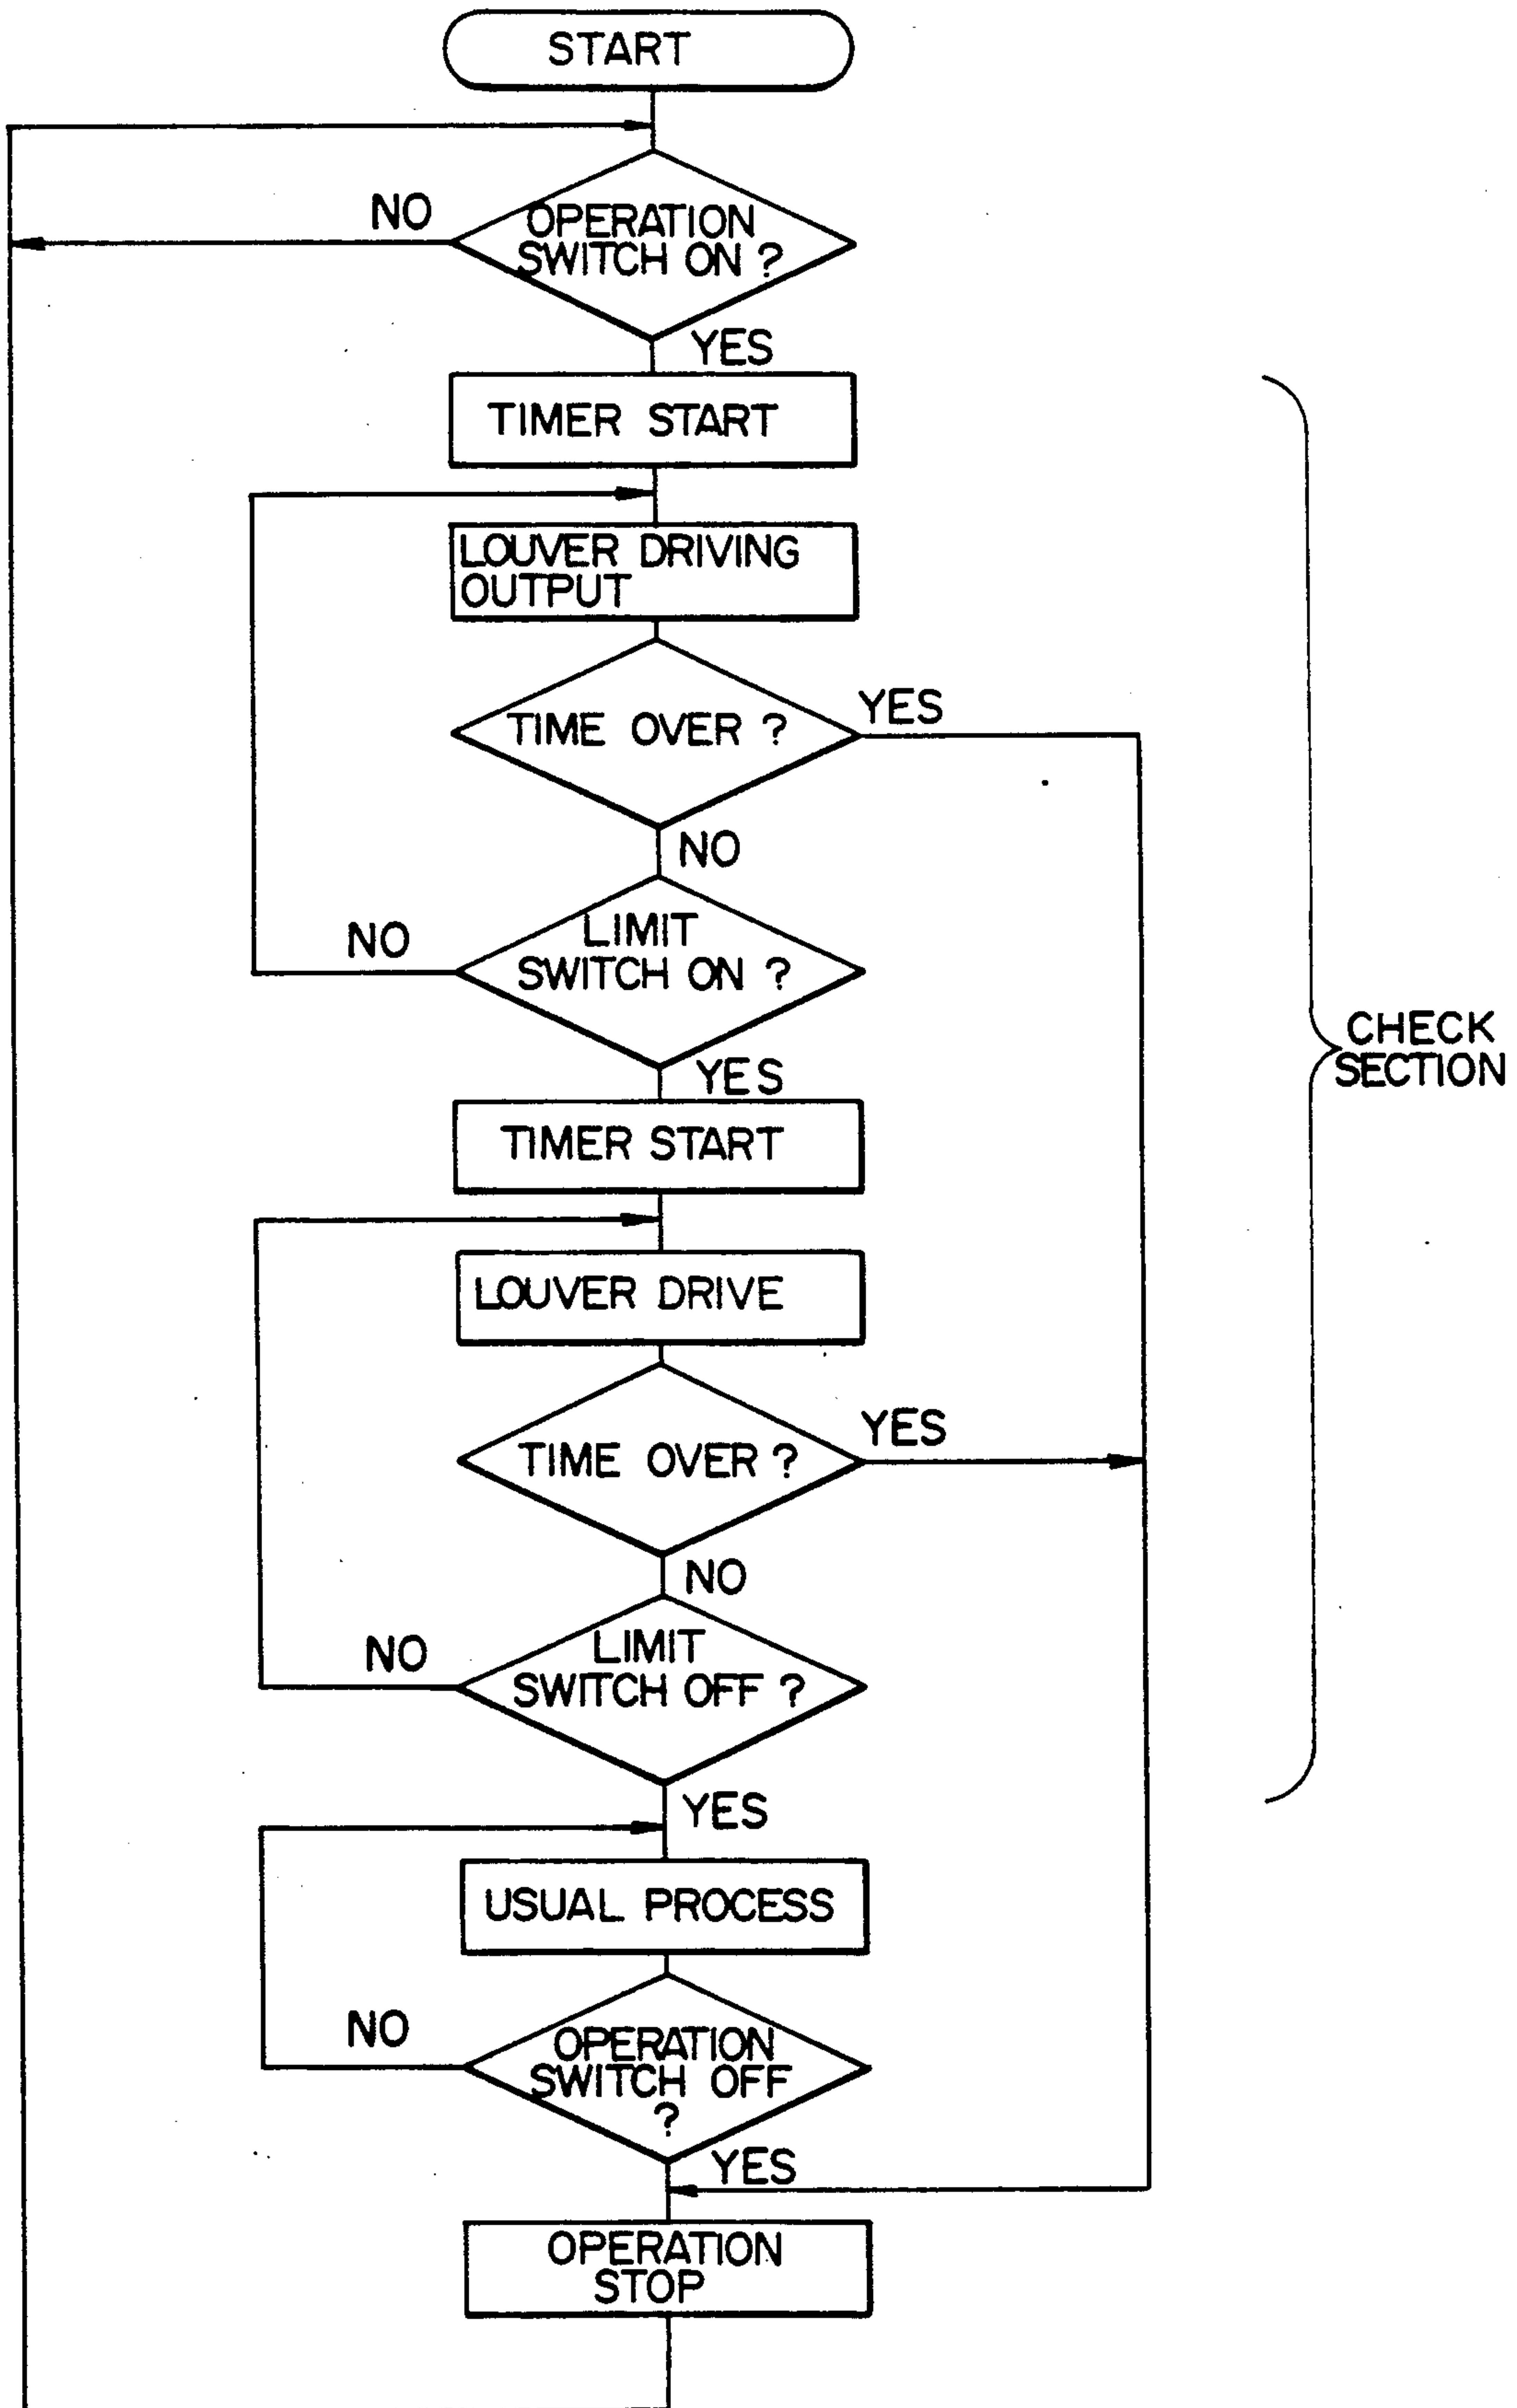 START
NO
OPERATION
SWITCH ON ?
YES
TIMER START
LOUVER DRIVING
OUTPUT
TIME OVER ?
YES
NO
LIMIT
SWITCH ON ?
NO
YES
CHECK
SECTION
TIMER START
LOUVER DRIVE
TIME OVER ?
YES
NO
LIMIT
SWITCH OFF ?
NO
YES
USUAL PROCESS
NO
OPERATION
SWITCH OFF
?
YES
OPERATION
STOP